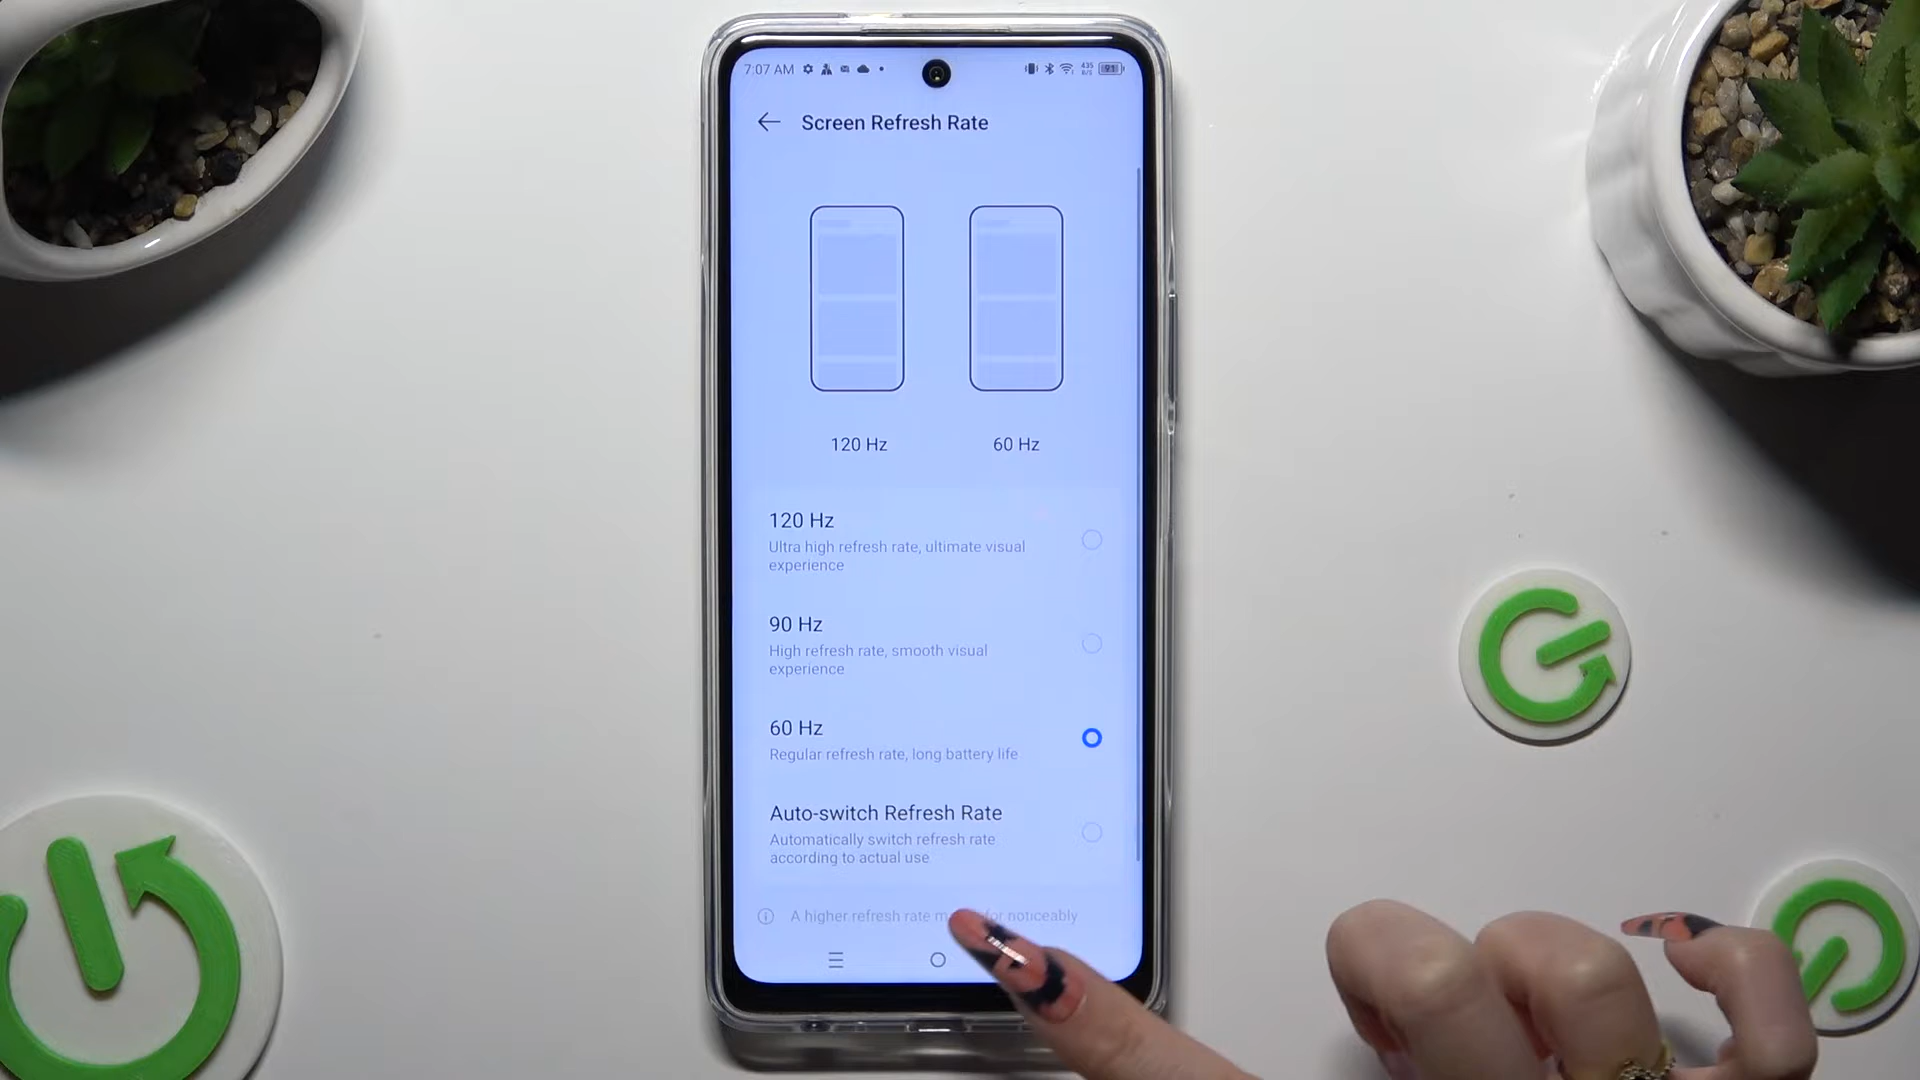 7:07 AM
435
B/S
91
Screen Refresh Rate
120 Hz
60 Hz
120 Hz
Ultra high refresh rate, ultimate visual
experience
90 Hz
High refresh rate, smooth visual
experience
60 Hz
Regular refresh rate, long battery life
Auto-switch Refresh Rate
Automatically switch refresh rate
according to actual use
A higher refresh rate for noticeably